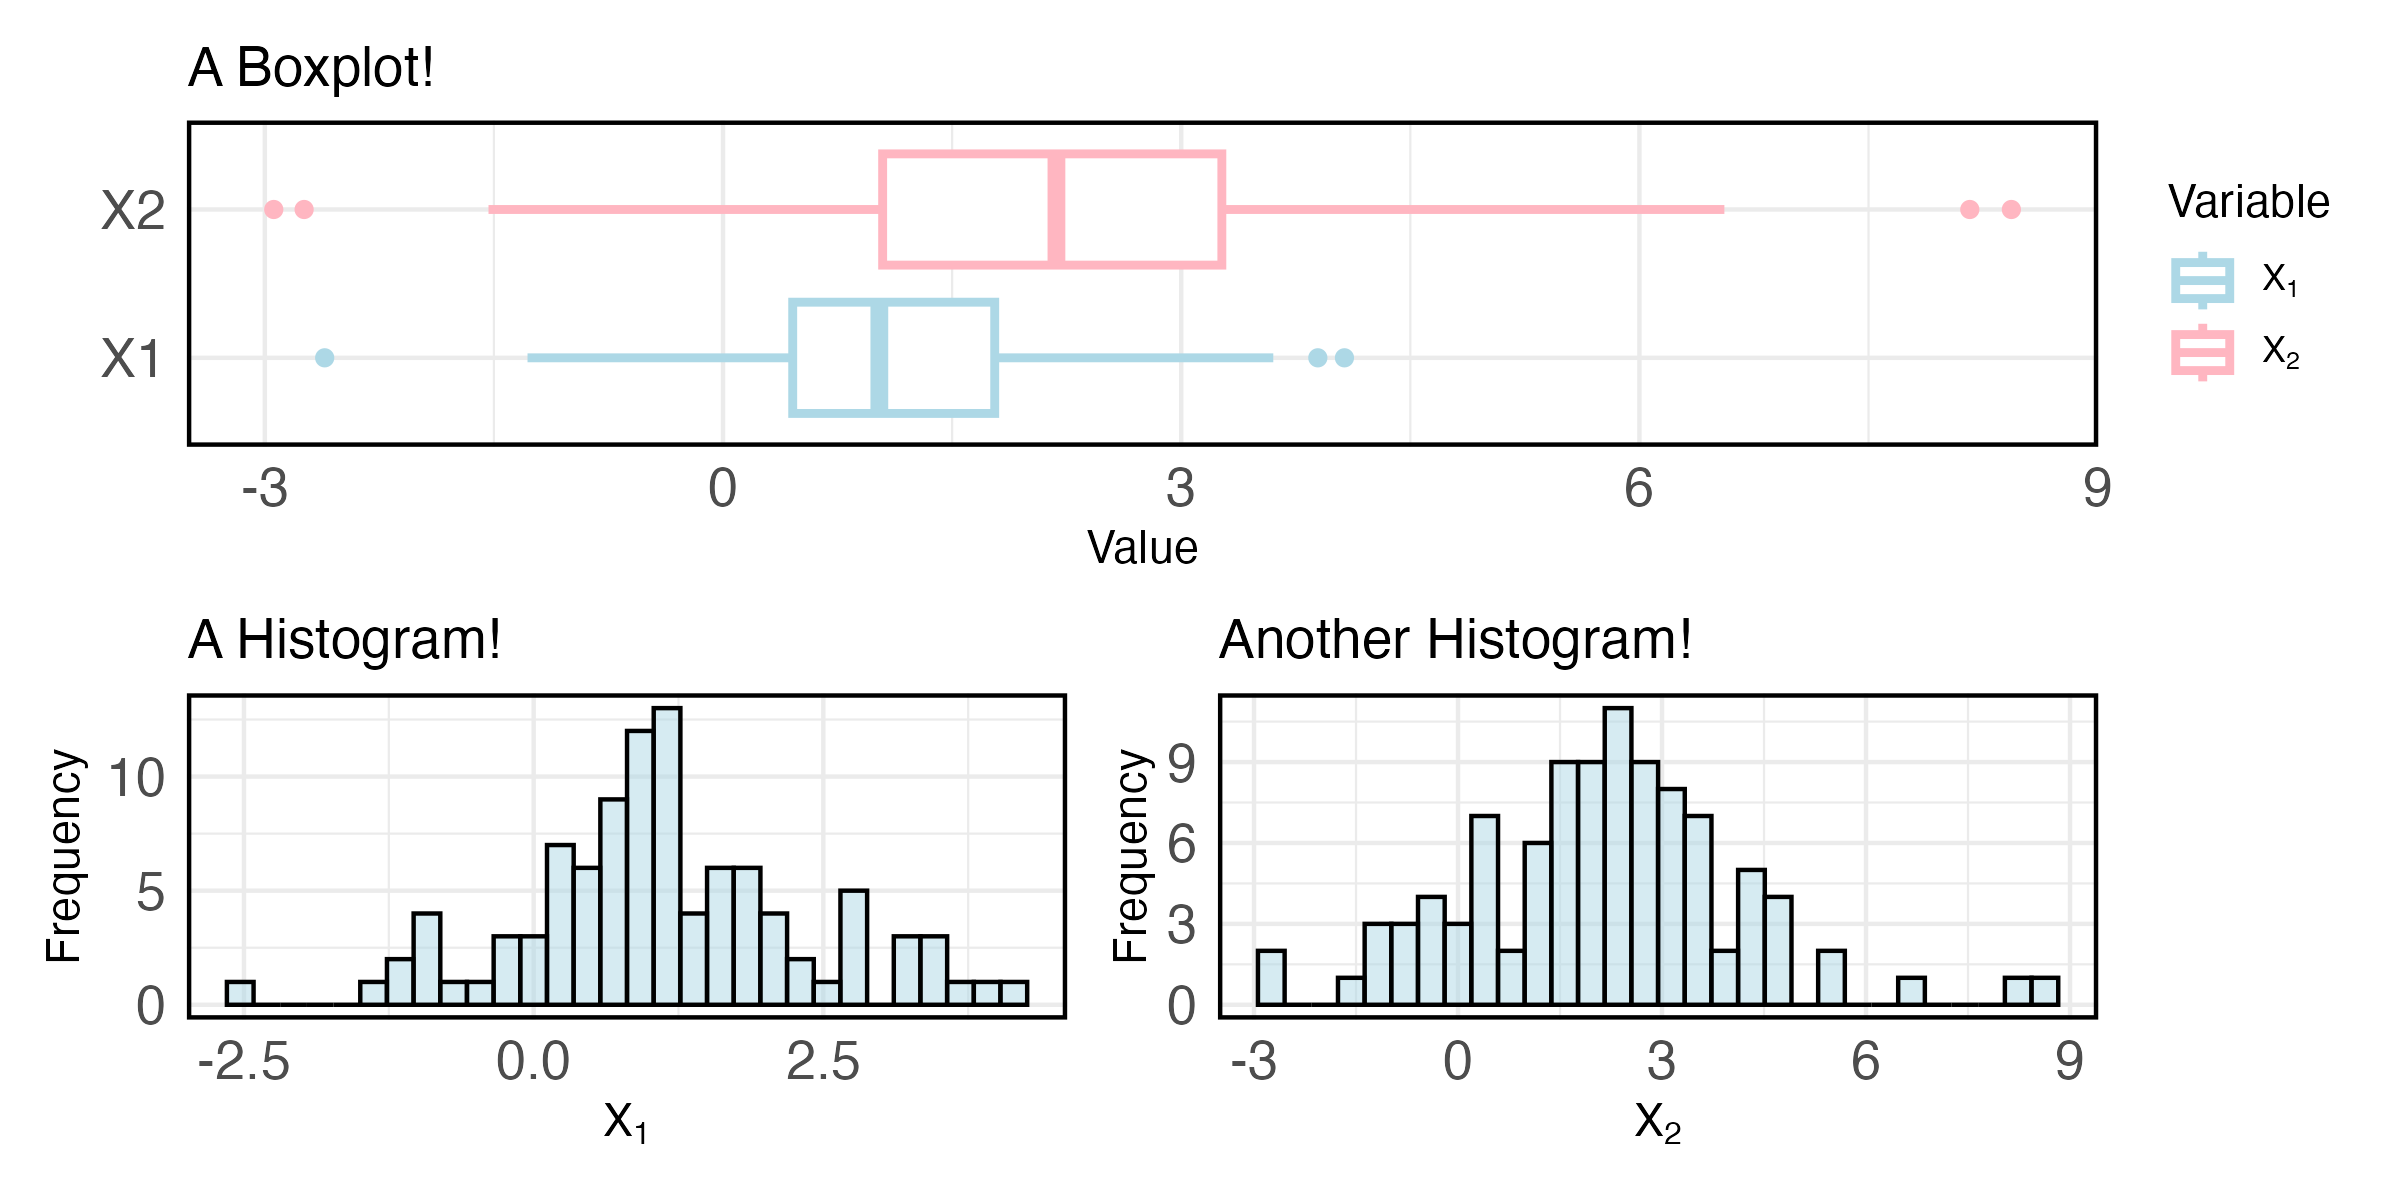 A Boxplot!
X2
X1
-3 0 3 6 9
Value
Variable
X₁
X₂
A Histogram!
Frequency
10
5
0
-2.5 0.0 2.5
X₁
Another Histogram!
Frequency
9
6
3
0
-3 0 3 6 9
X₂